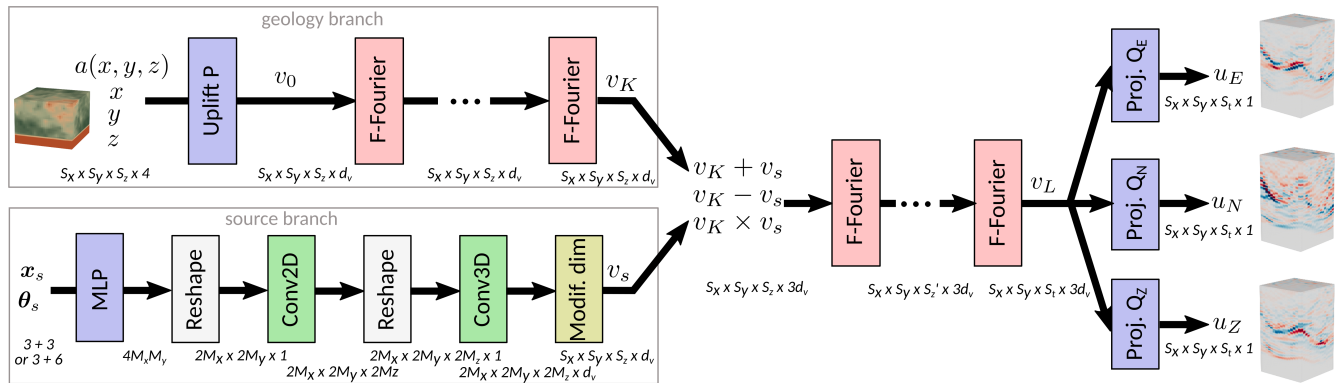 geology branch
a(x, y, z)
x
y
z
Uplift P
v_0
F-Fourier
...
F-Fourier
v_K
S_x x S_y x S_z x 4
S_x x S_y x S_z x d_v
S_x x S_y x S_z x d_v
S_x x S_y x S_z x d_v
source branch
x_s
θ_s
MLP
Reshape
Conv2D
Reshape
Conv3D
Modif. dim
v_s
3 + 3
or 3 + 6
4M_xM_y
2M_x x 2M_y x 1
2M_x x 2M_y x 2Mz
2M_x x 2M_y x 2M_z x 1
2M_x x 2M_y x 2M_z x d_v
S_x x S_y x S_z x d_v
v_K + v_s
v_K − v_s
v_K × v_s
S_x x S_y x S_z x 3d_v
F-Fourier
...
F-Fourier
S_x x S_y x S_z' x 3d_v
v_L
S_x x S_y x S_t x 3d_v
Proj. Q_E
u_E
S_x x S_y x S_t x 1
Proj. Q_N
u_N
S_x x S_y x S_t x 1
Proj. Q_Z
u_Z
S_x x S_y x S_t x 1